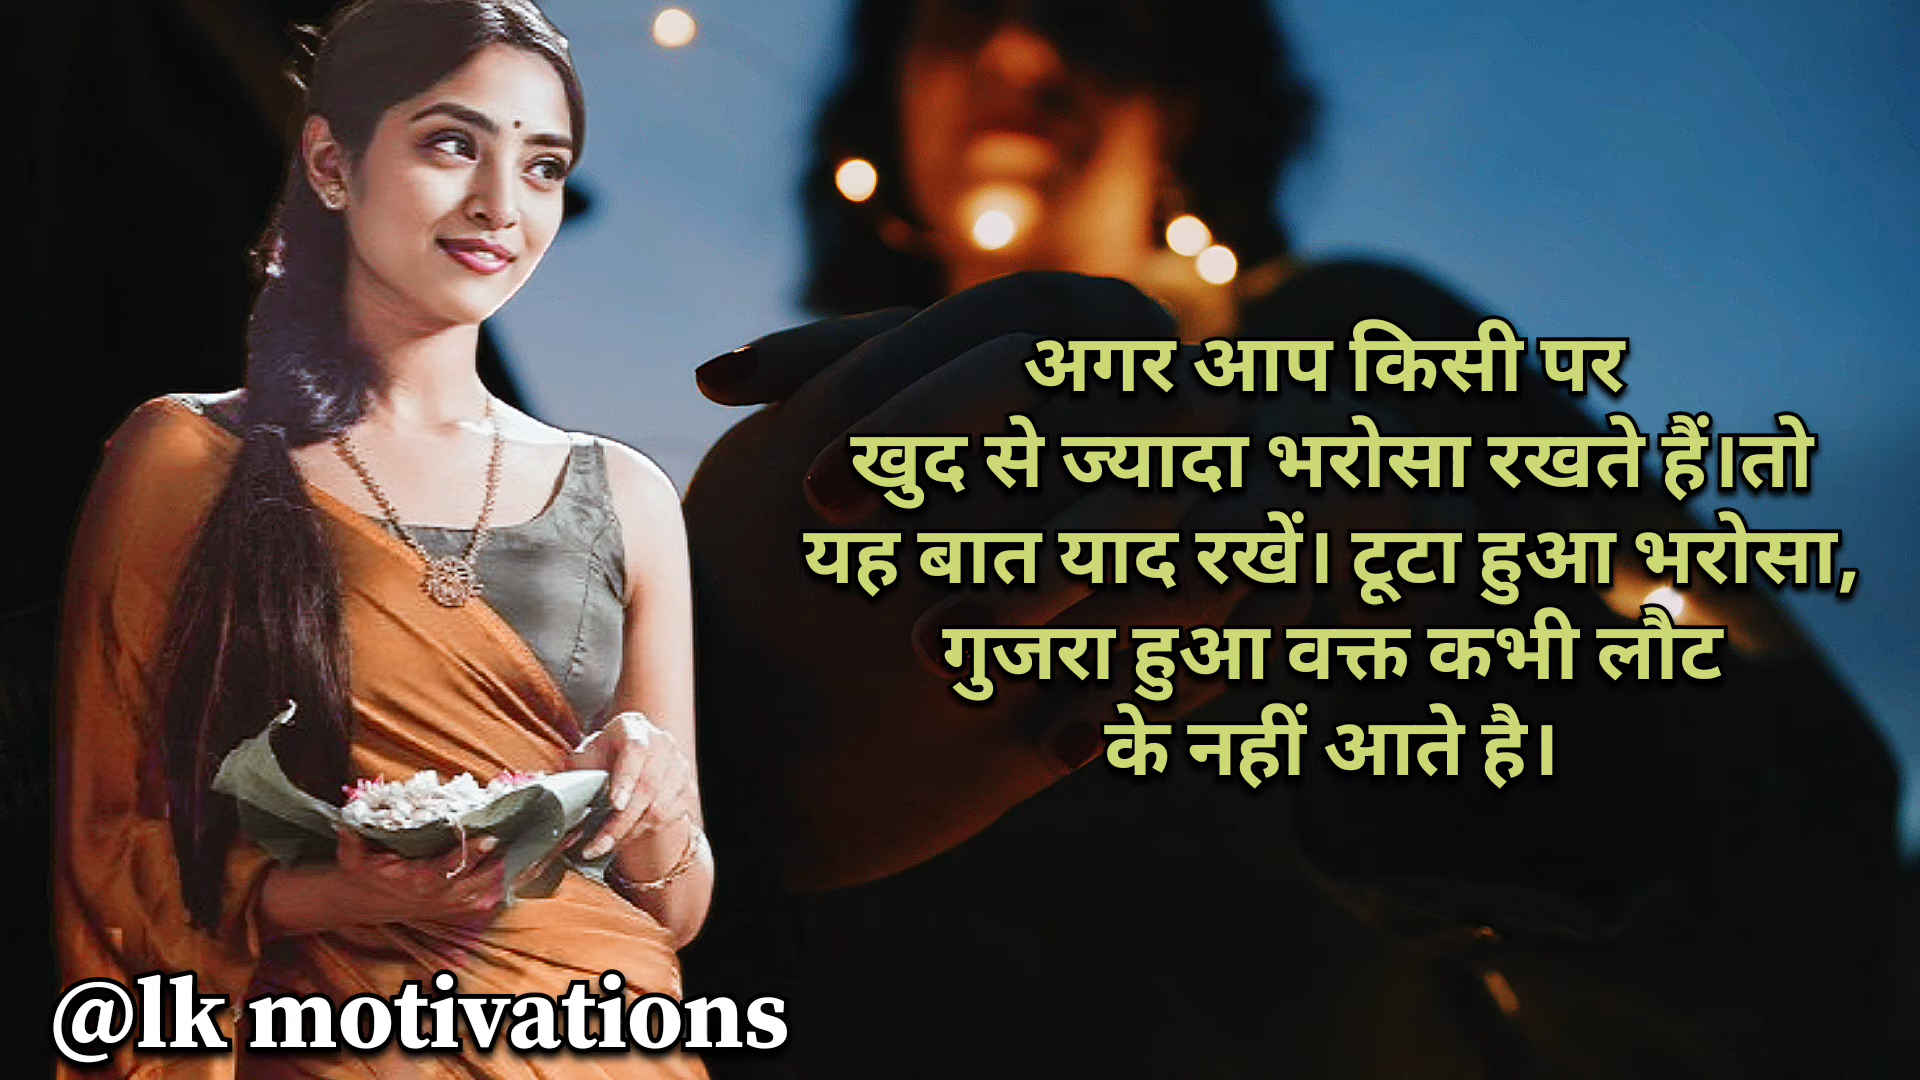 अगर आप किसी पर
खुद से ज्यादा भरोसा रखते हैं।तो
यह बात याद रखें। टूटा हुआ भरोसा,
गुजरा हुआ वक्त कभी लौट
के नहीं आते है।
@lk motivations